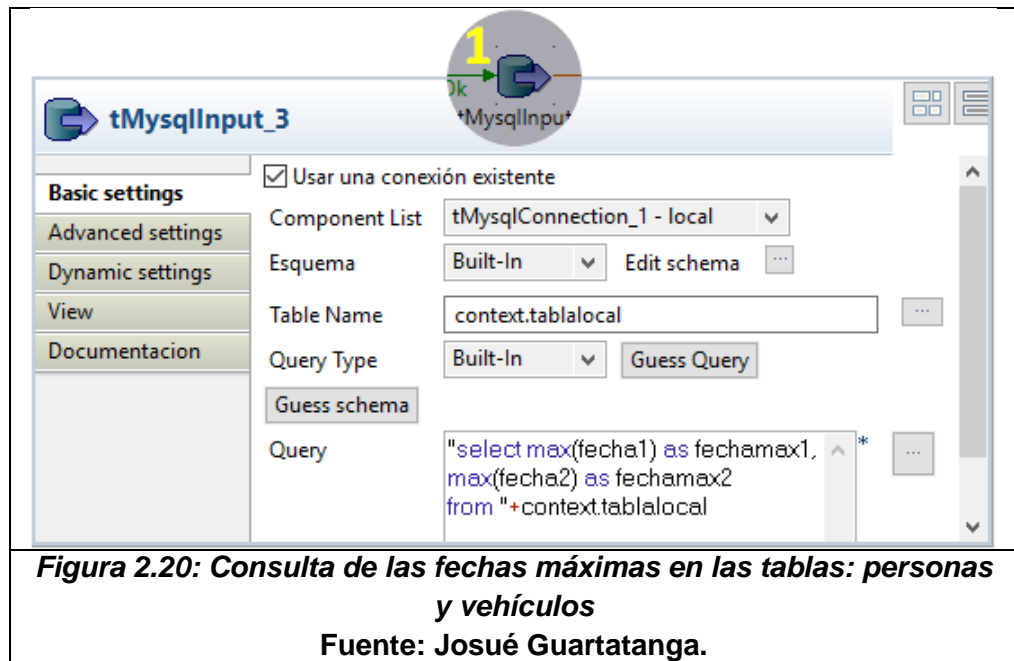 1
Ok
tMysqlInput
tMysqlInput_3
Basic settings
Advanced settings
Dynamic settings
View
Documentacion
Usar una conexión existente
Component List tMysqlConnection_1 - local
Esquema Built-In Edit schema ...
Table Name context.tablalocal ...
Query Type Built-In Guess Query
Guess schema
Query "select max(fecha1) as fechamax1, * ...
max(fecha2) as fechamax2
from "+context.tablalocal
Figura 2.20: Consulta de las fechas máximas en las tablas: personas
y vehículos
Fuente: Josué Guartatanga.